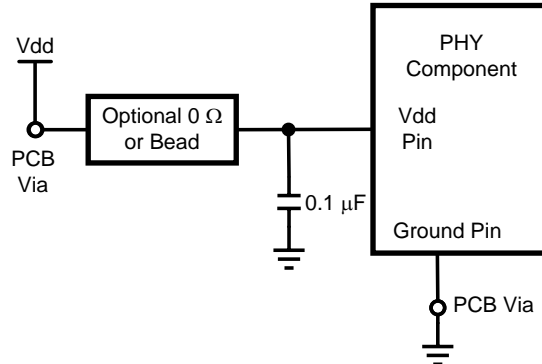 Vdd
PCB
Via
Optional 0 Ω
or Bead
0.1 μF
PHY
Component
Vdd
Pin
Ground Pin
PCB Via